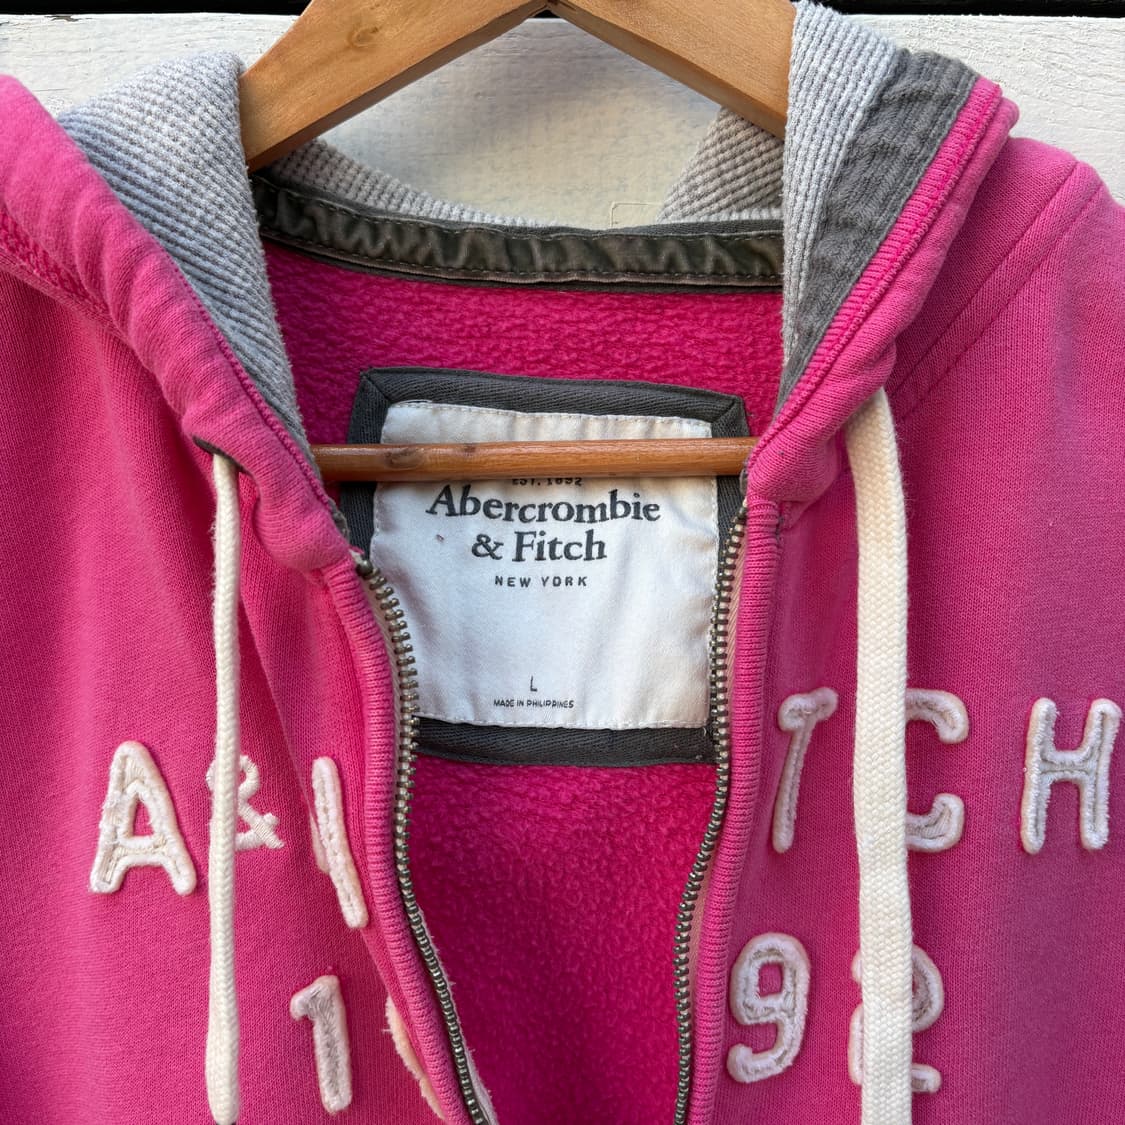 EST. 1892
Abercrombie
& Fitch
NEW YORK
L
MADE IN PHILIPPINES
A & TCH
1 92